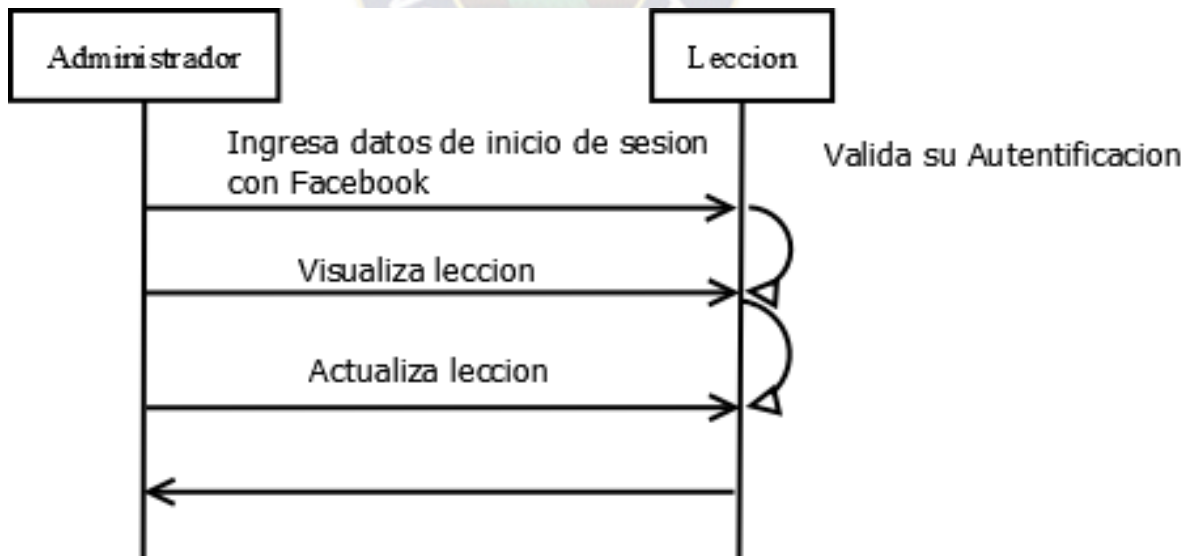 Administrador
Leccion
Ingresa datos de inicio de sesion
con Facebook
Valida su Autentificacion
Visualiza leccion
Actualiza leccion